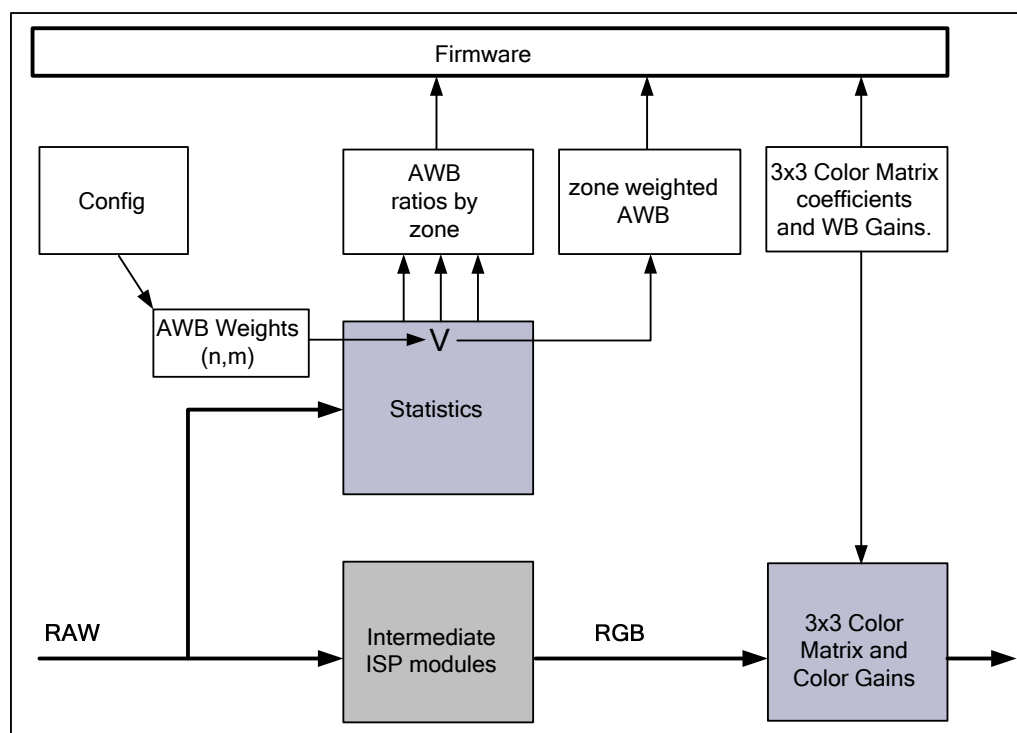 Firmware
Config
AWB
ratios by
zone
zone weighted
AWB
3x3 Color Matrix
coefficients
and WB Gains.
AWB Weights
(n,m)
V
Statistics
RAW
Intermediate
ISP modules
RGB
3x3 Color
Matrix and
Color Gains